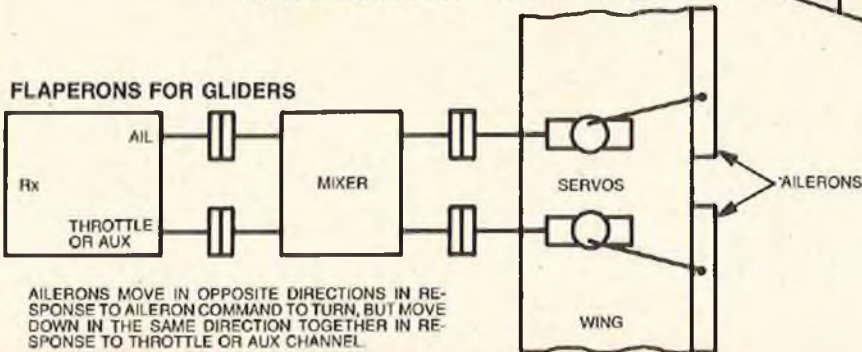 FLAPERONS FOR GLIDERS
AIL
Rx
MIXER
SERVOS
AILERONS
THROTTLE
OR AUX
AILERONS MOVE IN OPPOSITE DIRECTIONS IN RE-
SPONSE TO AILERON COMMAND TO TURN, BUT MOVE
DOWN IN THE SAME DIRECTION TOGETHER IN RE-
SPONSE TO THROTTLE OR AUX CHANNEL.
WING